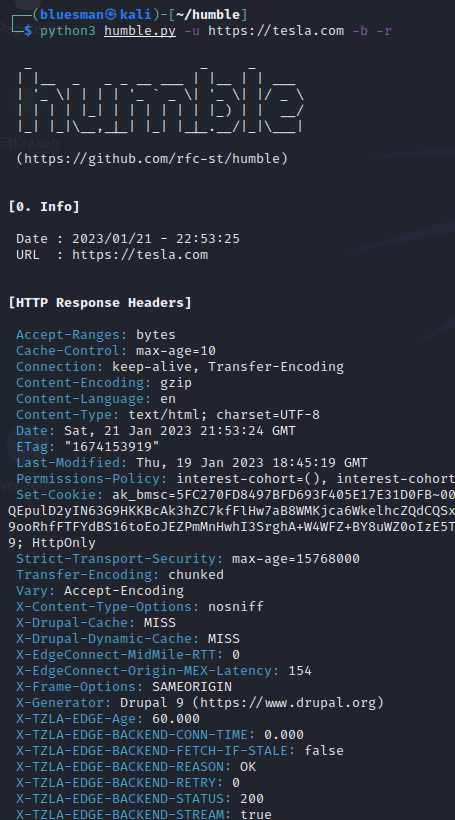 (bluesman㉿kali)-[~/humble]
$ python3 humble.py -u https://tesla.com -b -r
humble
(https://github.com/rfc-st/humble)
[0. Info]
Date : 2023/01/21 - 22:53:25
URL  : https://tesla.com
[HTTP Response Headers]
Accept-Ranges: bytes
Cache-Control: max-age=10
Connection: keep-alive, Transfer-Encoding
Content-Encoding: gzip
Content-Language: en
Content-Type: text/html; charset=UTF-8
Date: Sat, 21 Jan 2023 21:53:24 GMT
ETag: "1674153919"
Last-Modified: Thu, 19 Jan 2023 18:45:19 GMT
Permissions-Policy: interest-cohort=(), interest-cohort
Set-Cookie: ak_bmsc=5FC270FD8497BFD693F405E17E31D0FB~00
QEpulD2yIN63G9HKKBcAk3hZC7kfFlHw7aB8WMKjca6WkelhcZQdCQSx
9ooRhfFTFYdBS16toEoJEZPmMnHwhI3SrghA+W4WFZ+BY8uWZ0oIzE5T
9; HttpOnly
Strict-Transport-Security: max-age=15768000
Transfer-Encoding: chunked
Vary: Accept-Encoding
X-Content-Type-Options: nosniff
X-Drupal-Cache: MISS
X-Drupal-Dynamic-Cache: MISS
X-EdgeConnect-MidMile-RTT: 0
X-EdgeConnect-Origin-MEX-Latency: 154
X-Frame-Options: SAMEORIGIN
X-Generator: Drupal 9 (https://www.drupal.org)
X-TZLA-EDGE-Age: 60.000
X-TZLA-EDGE-BACKEND-CONN-TIME: 0.000
X-TZLA-EDGE-BACKEND-FETCH-IF-STALE: false
X-TZLA-EDGE-BACKEND-REASON: OK
X-TZLA-EDGE-BACKEND-RETRY: 0
X-TZLA-EDGE-BACKEND-STATUS: 200
X-TZLA-EDGE-BACKEND-STREAM: true